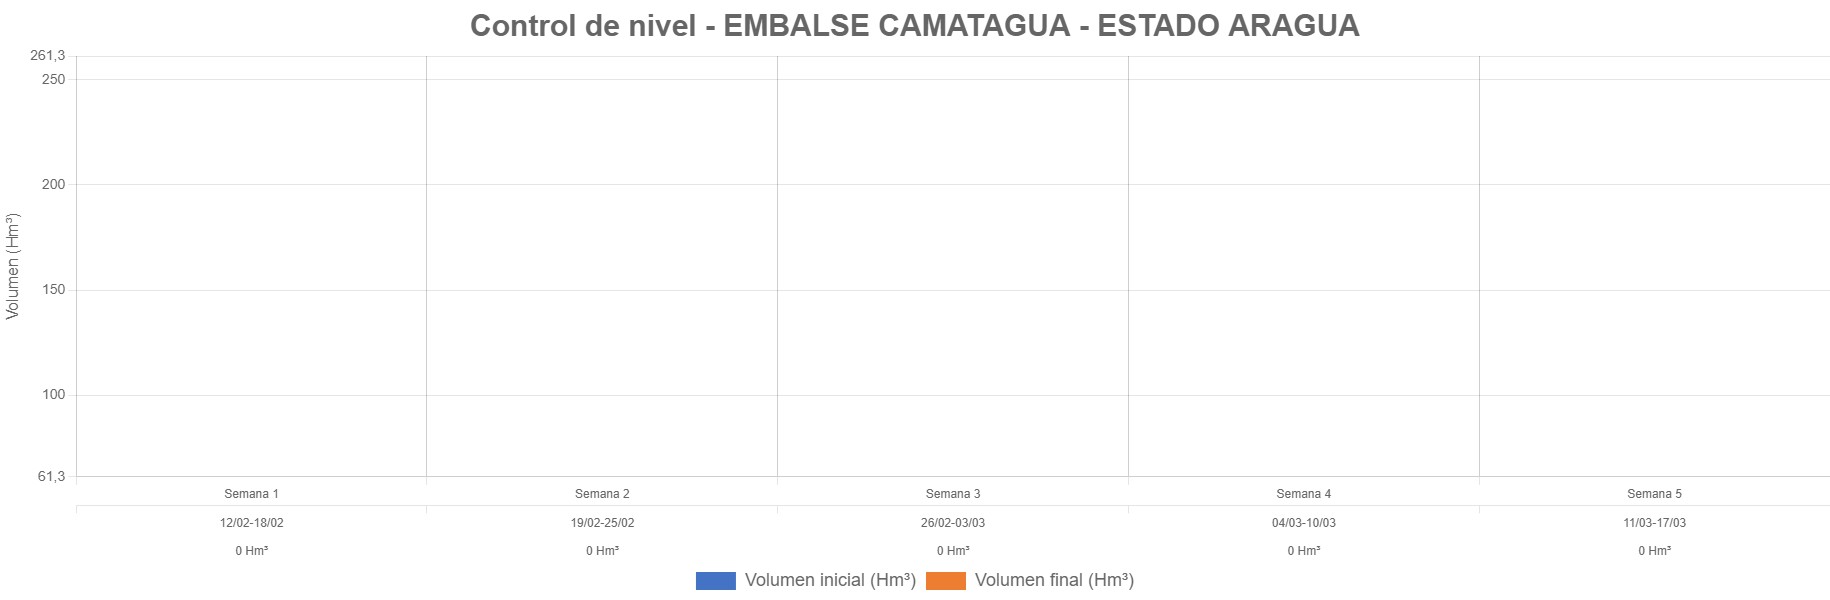 Control de nivel - EMBALSE CAMATAGUA - ESTADO ARAGUA
261,3
250
200
150
100
61,3
Volumen (Hm³)
Semana 1 Semana 2 Semana 3 Semana 4 Semana 5
12/02-18/02 19/02-25/02 26/02-03/03 04/03-10/03 11/03-17/03
0 Hm³ 0 Hm³ 0 Hm³ 0 Hm³ 0 Hm³
Volumen inicial (Hm³) Volumen final (Hm³)